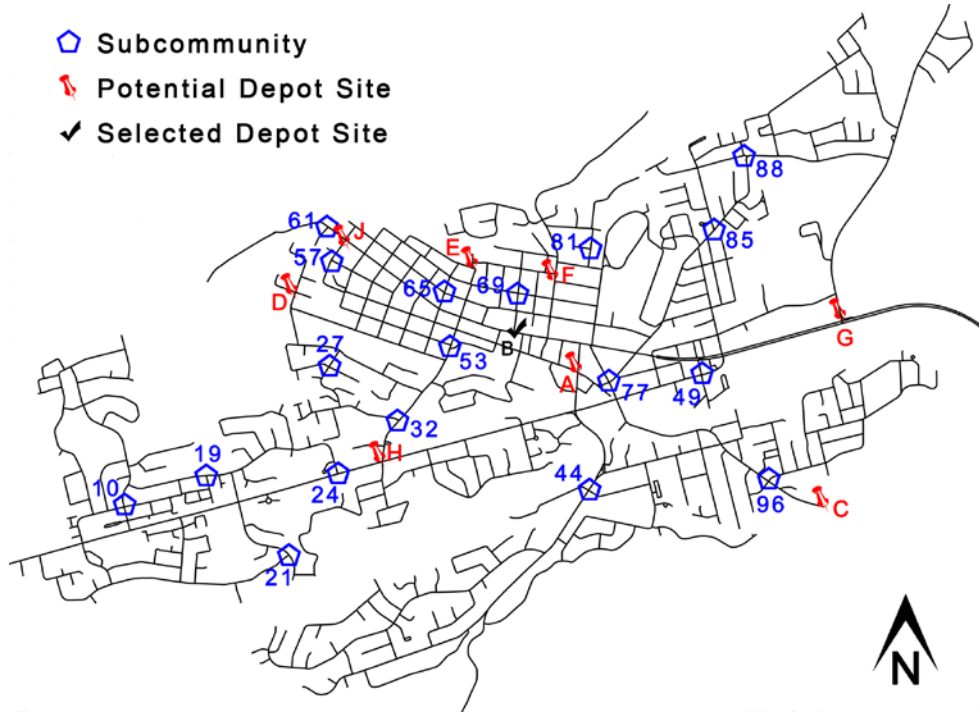 Subcommunity
Potential Depot Site
Selected Depot Site
88
61
J
81
85
E
57
F
D
65
69
G
B
53
27
A
77
49
32
H
19
24
44
10
96
C
21
N